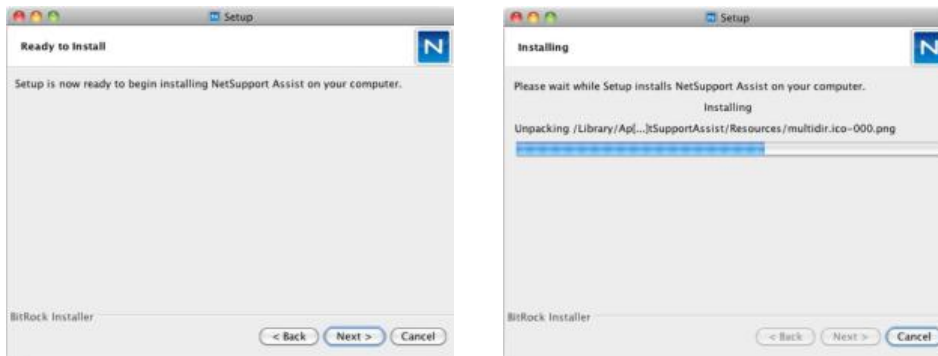 Setup
Ready to Install
N
Setup is now ready to begin installing NetSupport Assist on your computer.
BitRock Installer
< Back
Next >
Cancel
Setup
Installing
N
Please wait while Setup installs NetSupport Assist on your computer.
Installing
Unpacking /Library/Ap[...]tSupportAssist/Resources/multidir.ico-000.png
BitRock Installer
< Back
Next >
Cancel